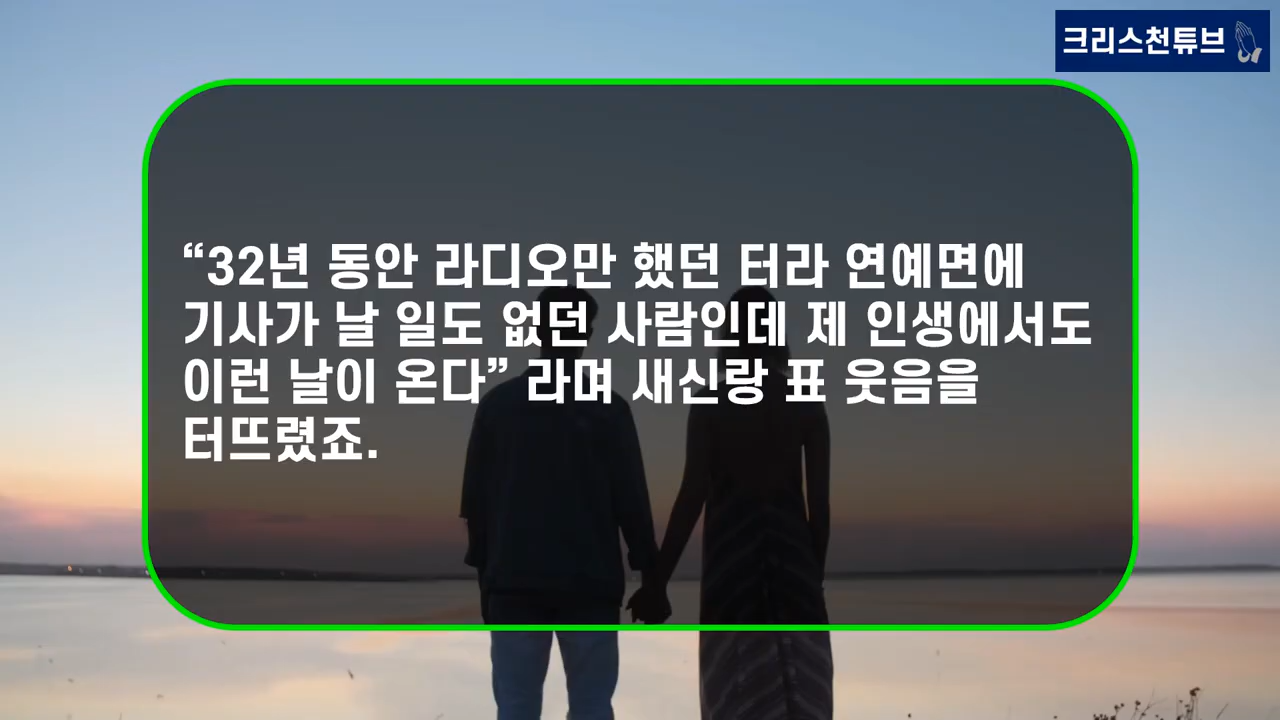 크리스천튜브
“32년 동안 라디오만 했던 터라 연예면에
기사가 날 일도 없던 사람인데 제 인생에서도
이런 날이 온다” 라며 새신랑 표 웃음을
터뜨렸죠.